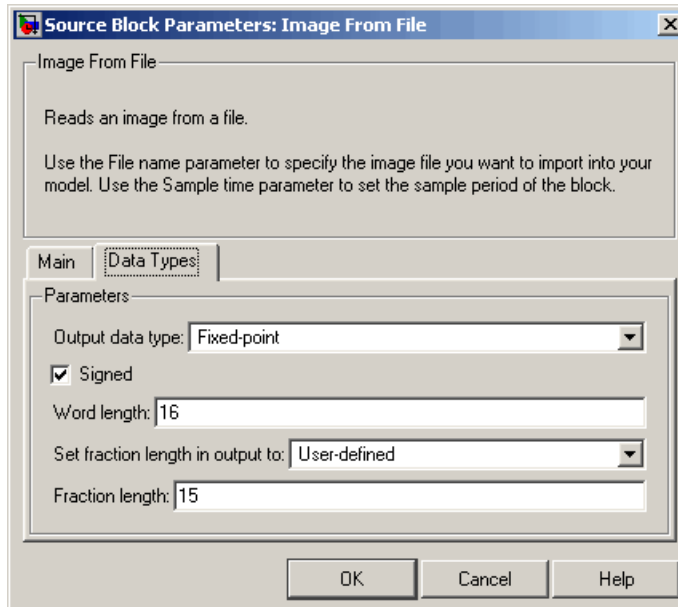 Source Block Parameters: Image From File
Image From File
Reads an image from a file.
Use the File name parameter to specify the image file you want to import into your
model. Use the Sample time parameter to set the sample period of the block.
Main Data Types
Parameters
Output data type: Fixed-point
Signed
Word length: 16
Set fraction length in output to: User-defined
Fraction length: 15
OK Cancel Help